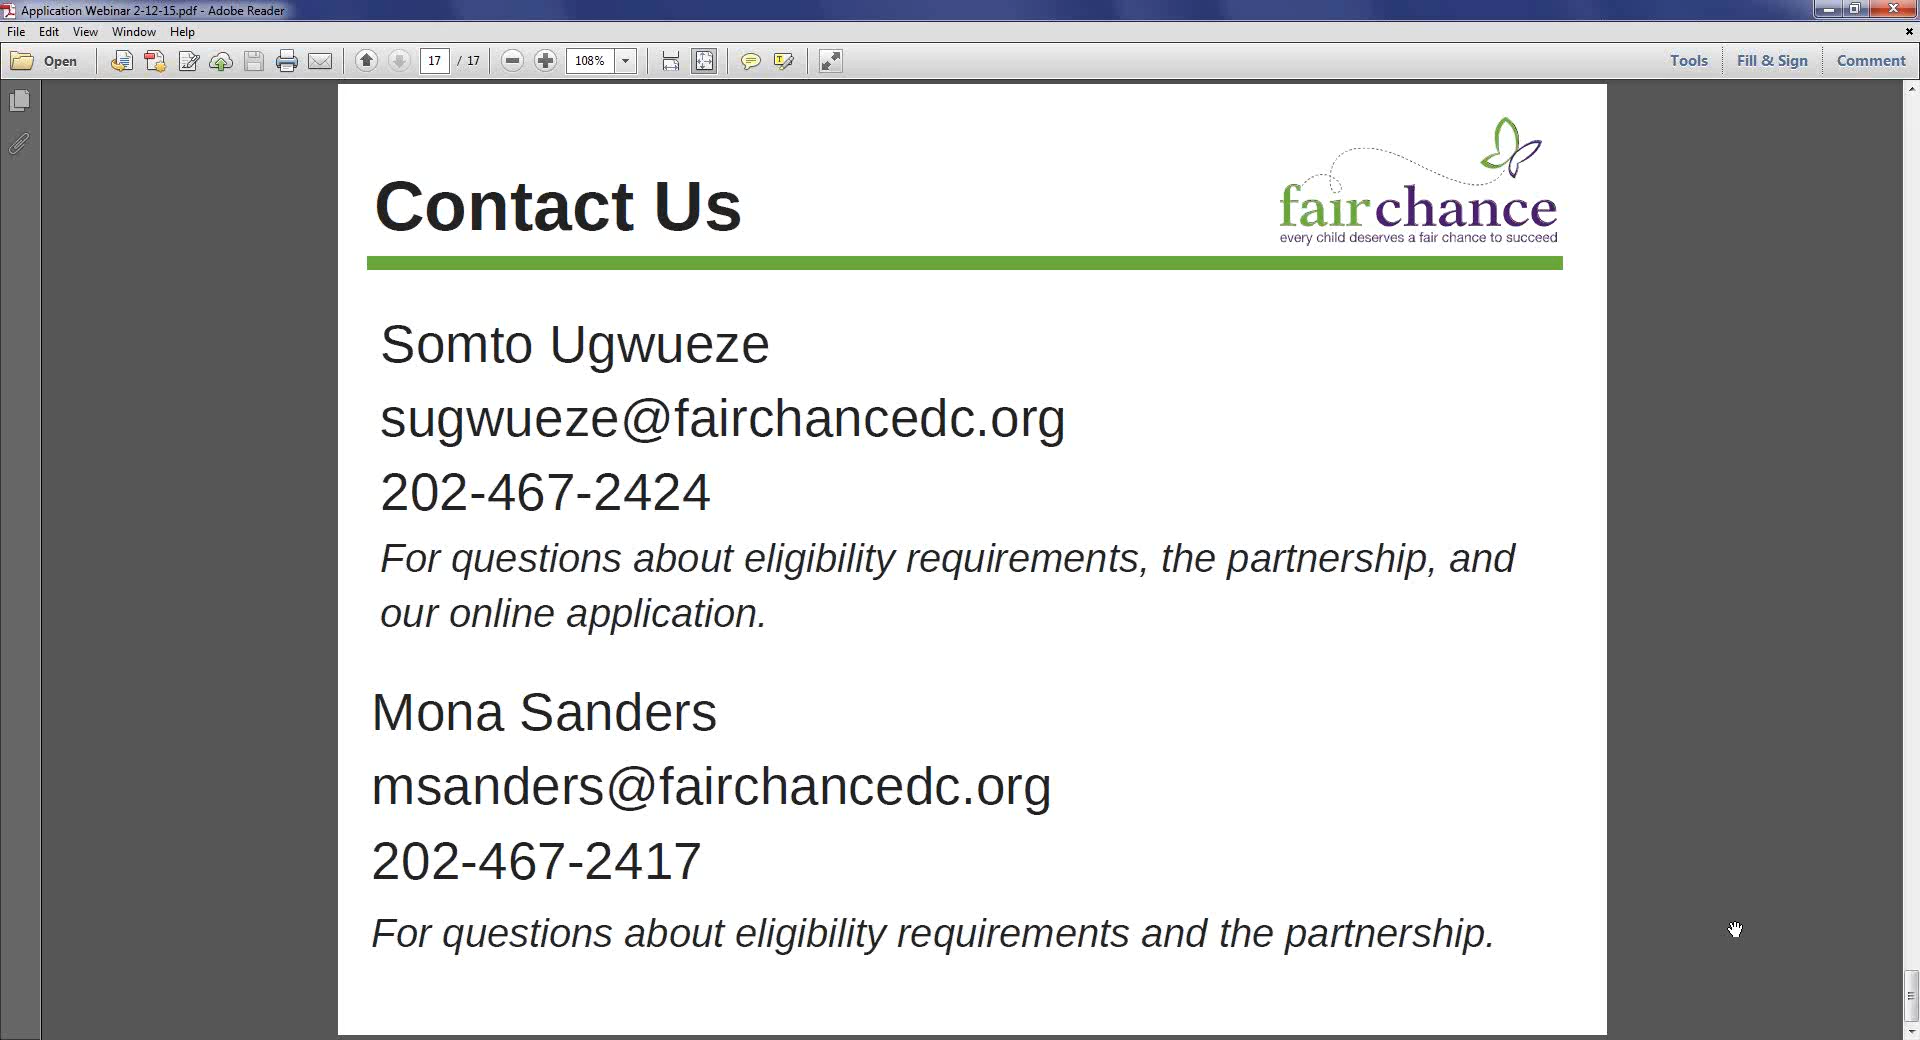 Application Webinar 2-12-15.pdf - Adobe Reader
File Edit View Window Help
Open 17 / 17 108% Tools Fill & Sign Comment
fairchance
every child deserves a fair chance to succeed
Contact Us
Somto Ugwueze
sugwueze@fairchancedc.org
202-467-2424
For questions about eligibility requirements, the partnership, and
our online application.
Mona Sanders
msanders@fairchancedc.org
202-467-2417
For questions about eligibility requirements and the partnership.